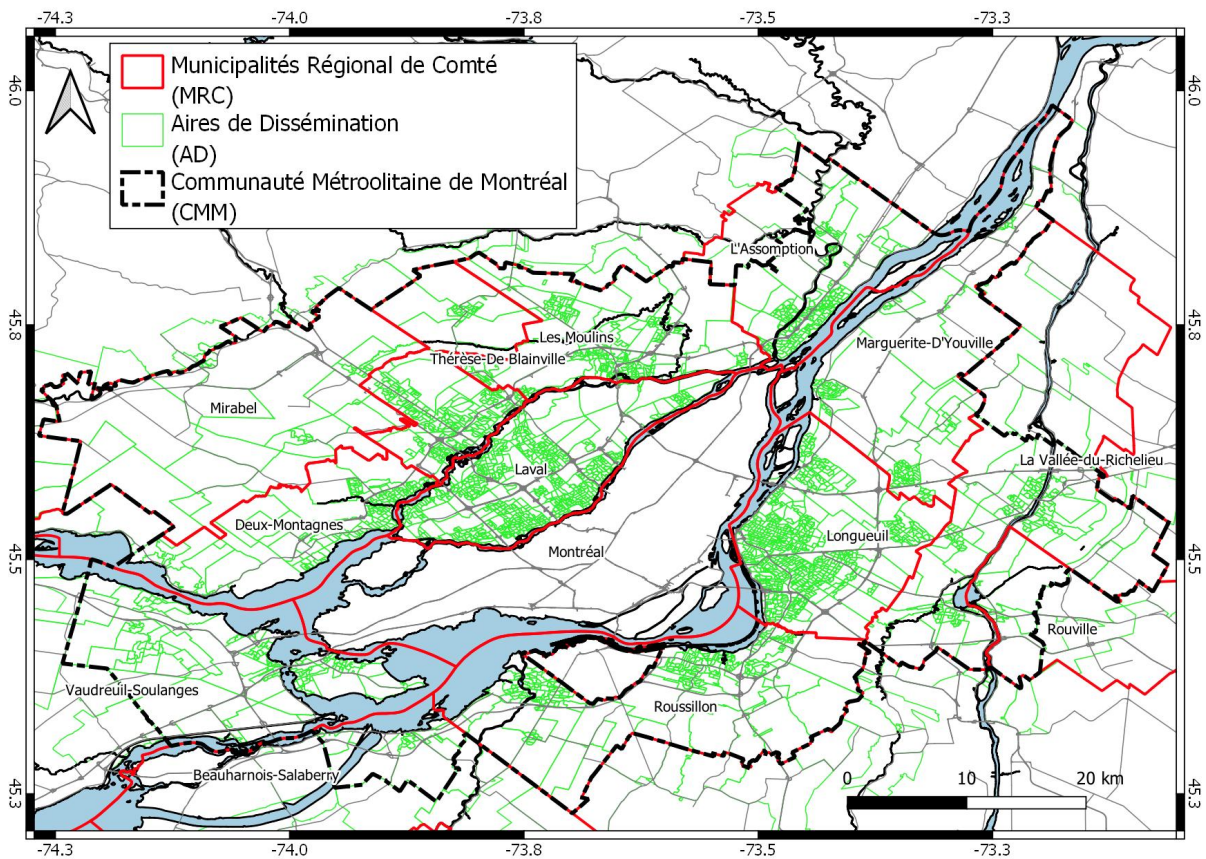 -74.3 -74.0 -73.8 -73.5 -73.3
Municipalités Régional de Comté
(MRC)
Aires de Dissémination
(AD)
Communauté Métroolitaine de Montréal
(CMM)
46.0 46.0
L'Assomption
45.8 45.8
Les Moulins
Marguerite-D'Youville
Thérèse-De Blainville
Mirabel
La Vallée-du-Richelieu
Laval
Deux-Montagnes
Longueuil
Montréal
45.5 45.5
Rouville
Vaudreuil-Soulanges
Roussillon
Beauharnois-Salaberry
0 10 20 km
45.3 45.3
-74.3 -74.0 -73.8 -73.5 -73.3